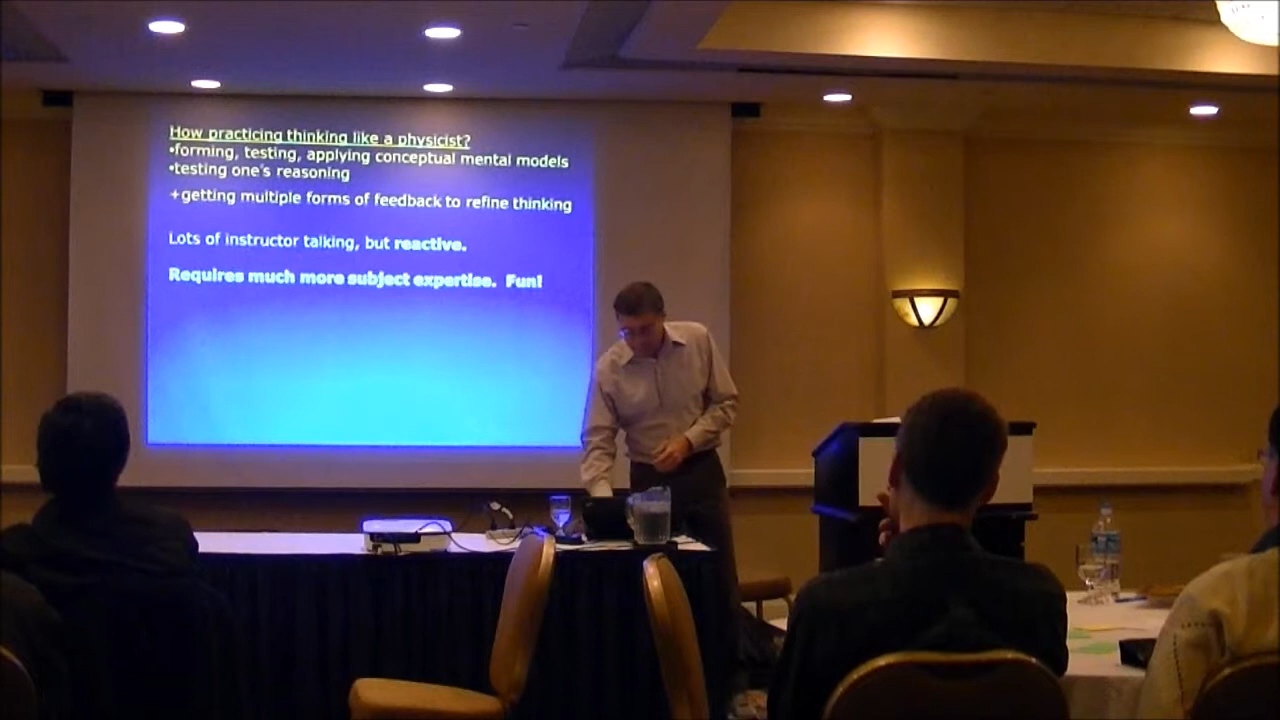 How practicing thinking like a physicist?
•forming, testing, applying conceptual mental models
•testing one's reasoning
+getting multiple forms of feedback to refine thinking
Lots of instructor talking, but reactive.
Requires much more subject expertise.  Fun!